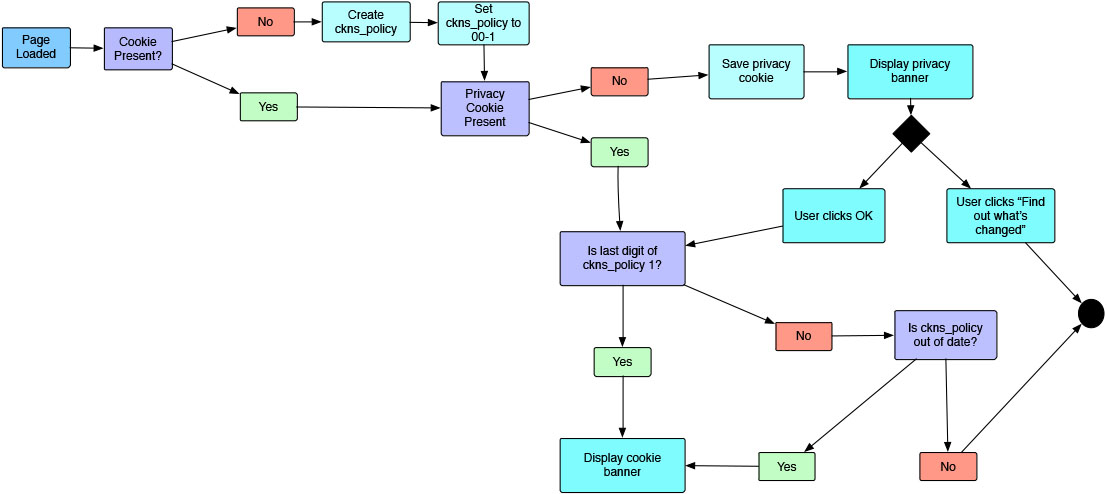 Page
Loaded
Cookie
Present?
No
Create
ckns_policy
Set
ckns_policy to
00-1
Yes
Privacy
Cookie
Present
No
Save privacy
cookie
Display privacy
banner
Yes
User clicks OK
User clicks “Find
out what’s
changed”
Is last digit of
ckns_policy 1?
No
Is ckns_policy
out of date?
Yes
Display cookie
banner
Yes
No